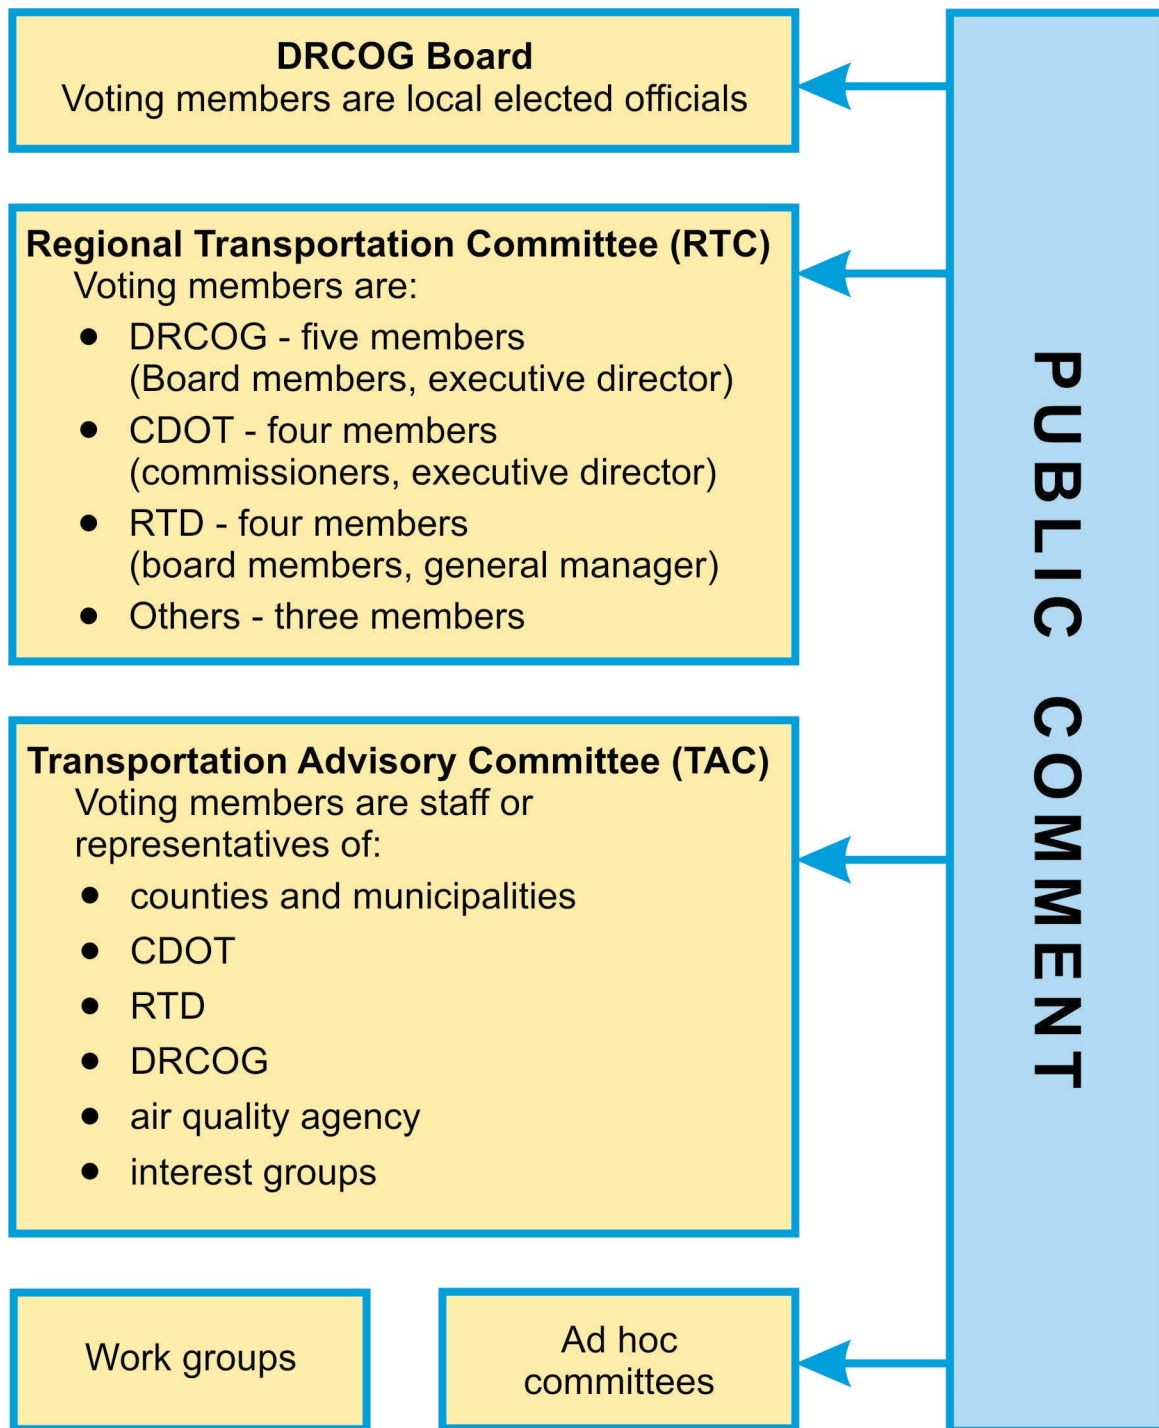 DRCOG Board
Voting members are local elected officials
Regional Transportation Committee (RTC)
Voting members are:
• DRCOG - five members
(Board members, executive director)
• CDOT - four members
(commissioners, executive director)
• RTD - four members
(board members, general manager)
• Others - three members
Transportation Advisory Committee (TAC)
Voting members are staff or
representatives of:
• counties and municipalities
• CDOT
• RTD
• DRCOG
• air quality agency
• interest groups
Work groups
Ad hoc
committees
PUBLIC COMMENT